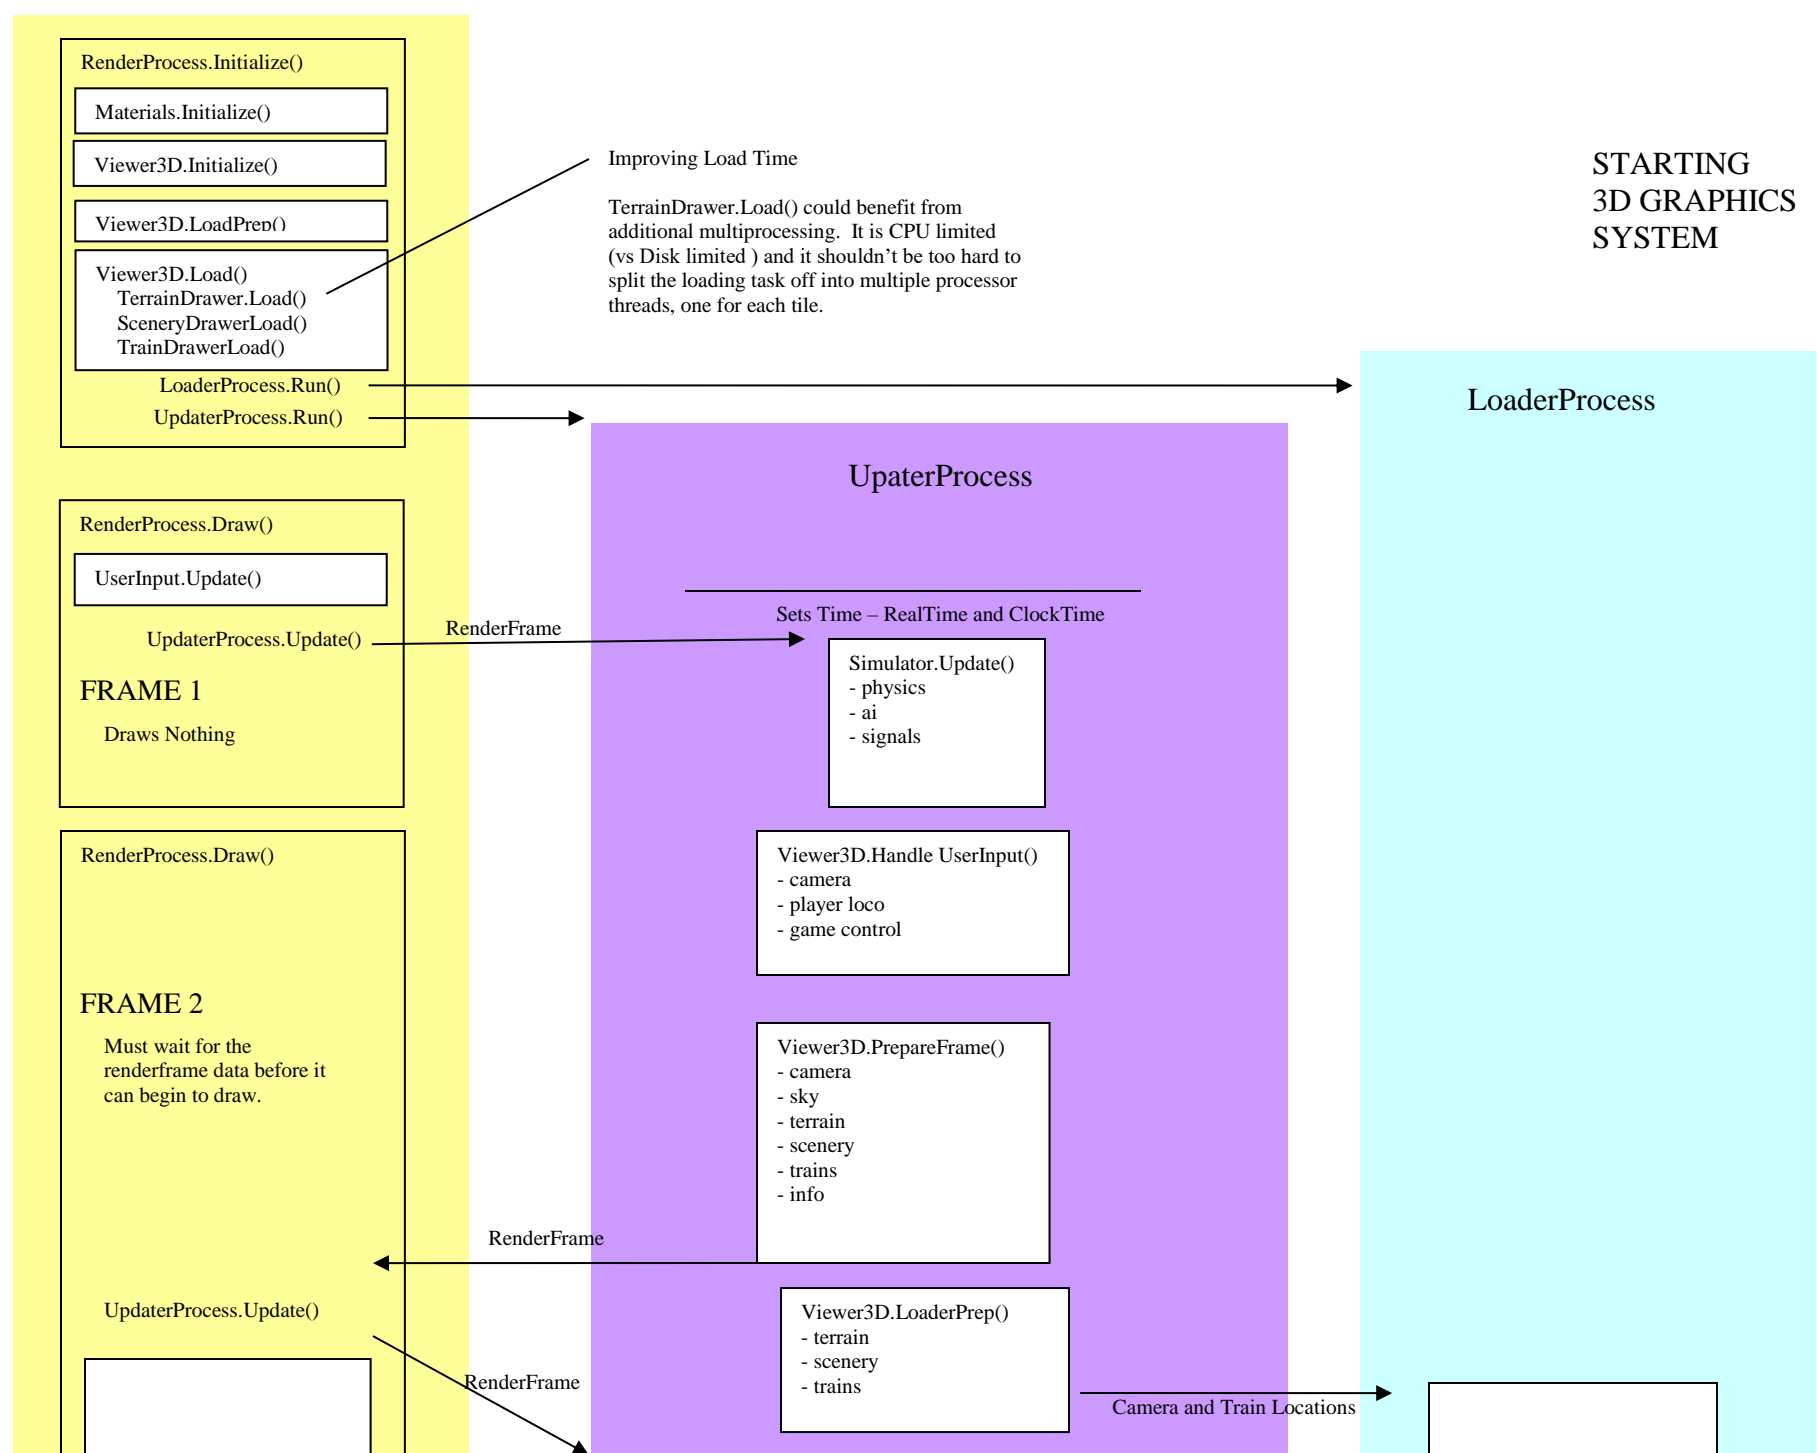 RenderProcess.Initialize()
Materials.Initialize()
Viewer3D.Initialize()
Viewer3D.LoadPrep()
Viewer3D.Load()
TerrainDrawer.Load()
SceneryDrawerLoad()
TrainDrawerLoad()
LoaderProcess.Run()
UpdaterProcess.Run()
Improving Load Time
TerrainDrawer.Load() could benefit from
additional multiprocessing. It is CPU limited
(vs Disk limited ) and it shouldn't be too hard to
split the loading task off into multiple processor
threads, one for each tile.
STARTING
3D GRAPHICS
SYSTEM
LoaderProcess
UpaterProcess
RenderProcess.Draw()
UserInput.Update()
UpdaterProcess.Update()
RenderFrame
FRAME 1
Draws Nothing
Sets Time – RealTime and ClockTime
Simulator.Update()
- physics
- ai
- signals
RenderProcess.Draw()
FRAME 2
Must wait for the
renderframe data before it
can begin to draw.
Viewer3D.Handle UserInput()
- camera
- player loco
- game control
Viewer3D.PrepareFrame()
- camera
- sky
- terrain
- scenery
- trains
- info
RenderFrame
UpdaterProcess.Update()
RenderFrame
Viewer3D.LoaderPrep()
- terrain
- scenery
- trains
Camera and Train Locations